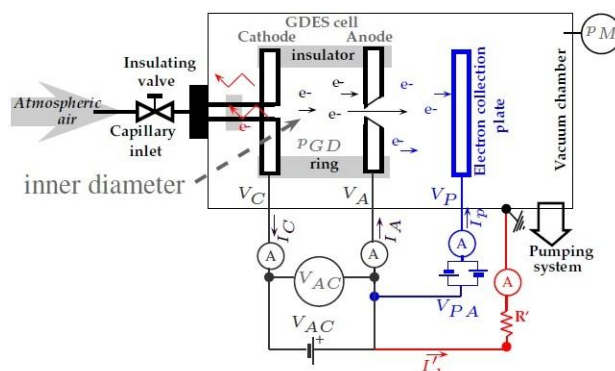 GDES cell
Cathode
Anode
insulator
PM
Insulating
valve
Atmospheric
air
Capillary
inlet
e-
e-
e-
e-
e-
e-
e-
e-
Electron collection
plate
Vacuum chamber
PGD
ring
inner diameter
VC
VA
VP
IC
IA
Ip
Pumping
system
A
A
A
A
VAC
VPA
R'
VAC
+